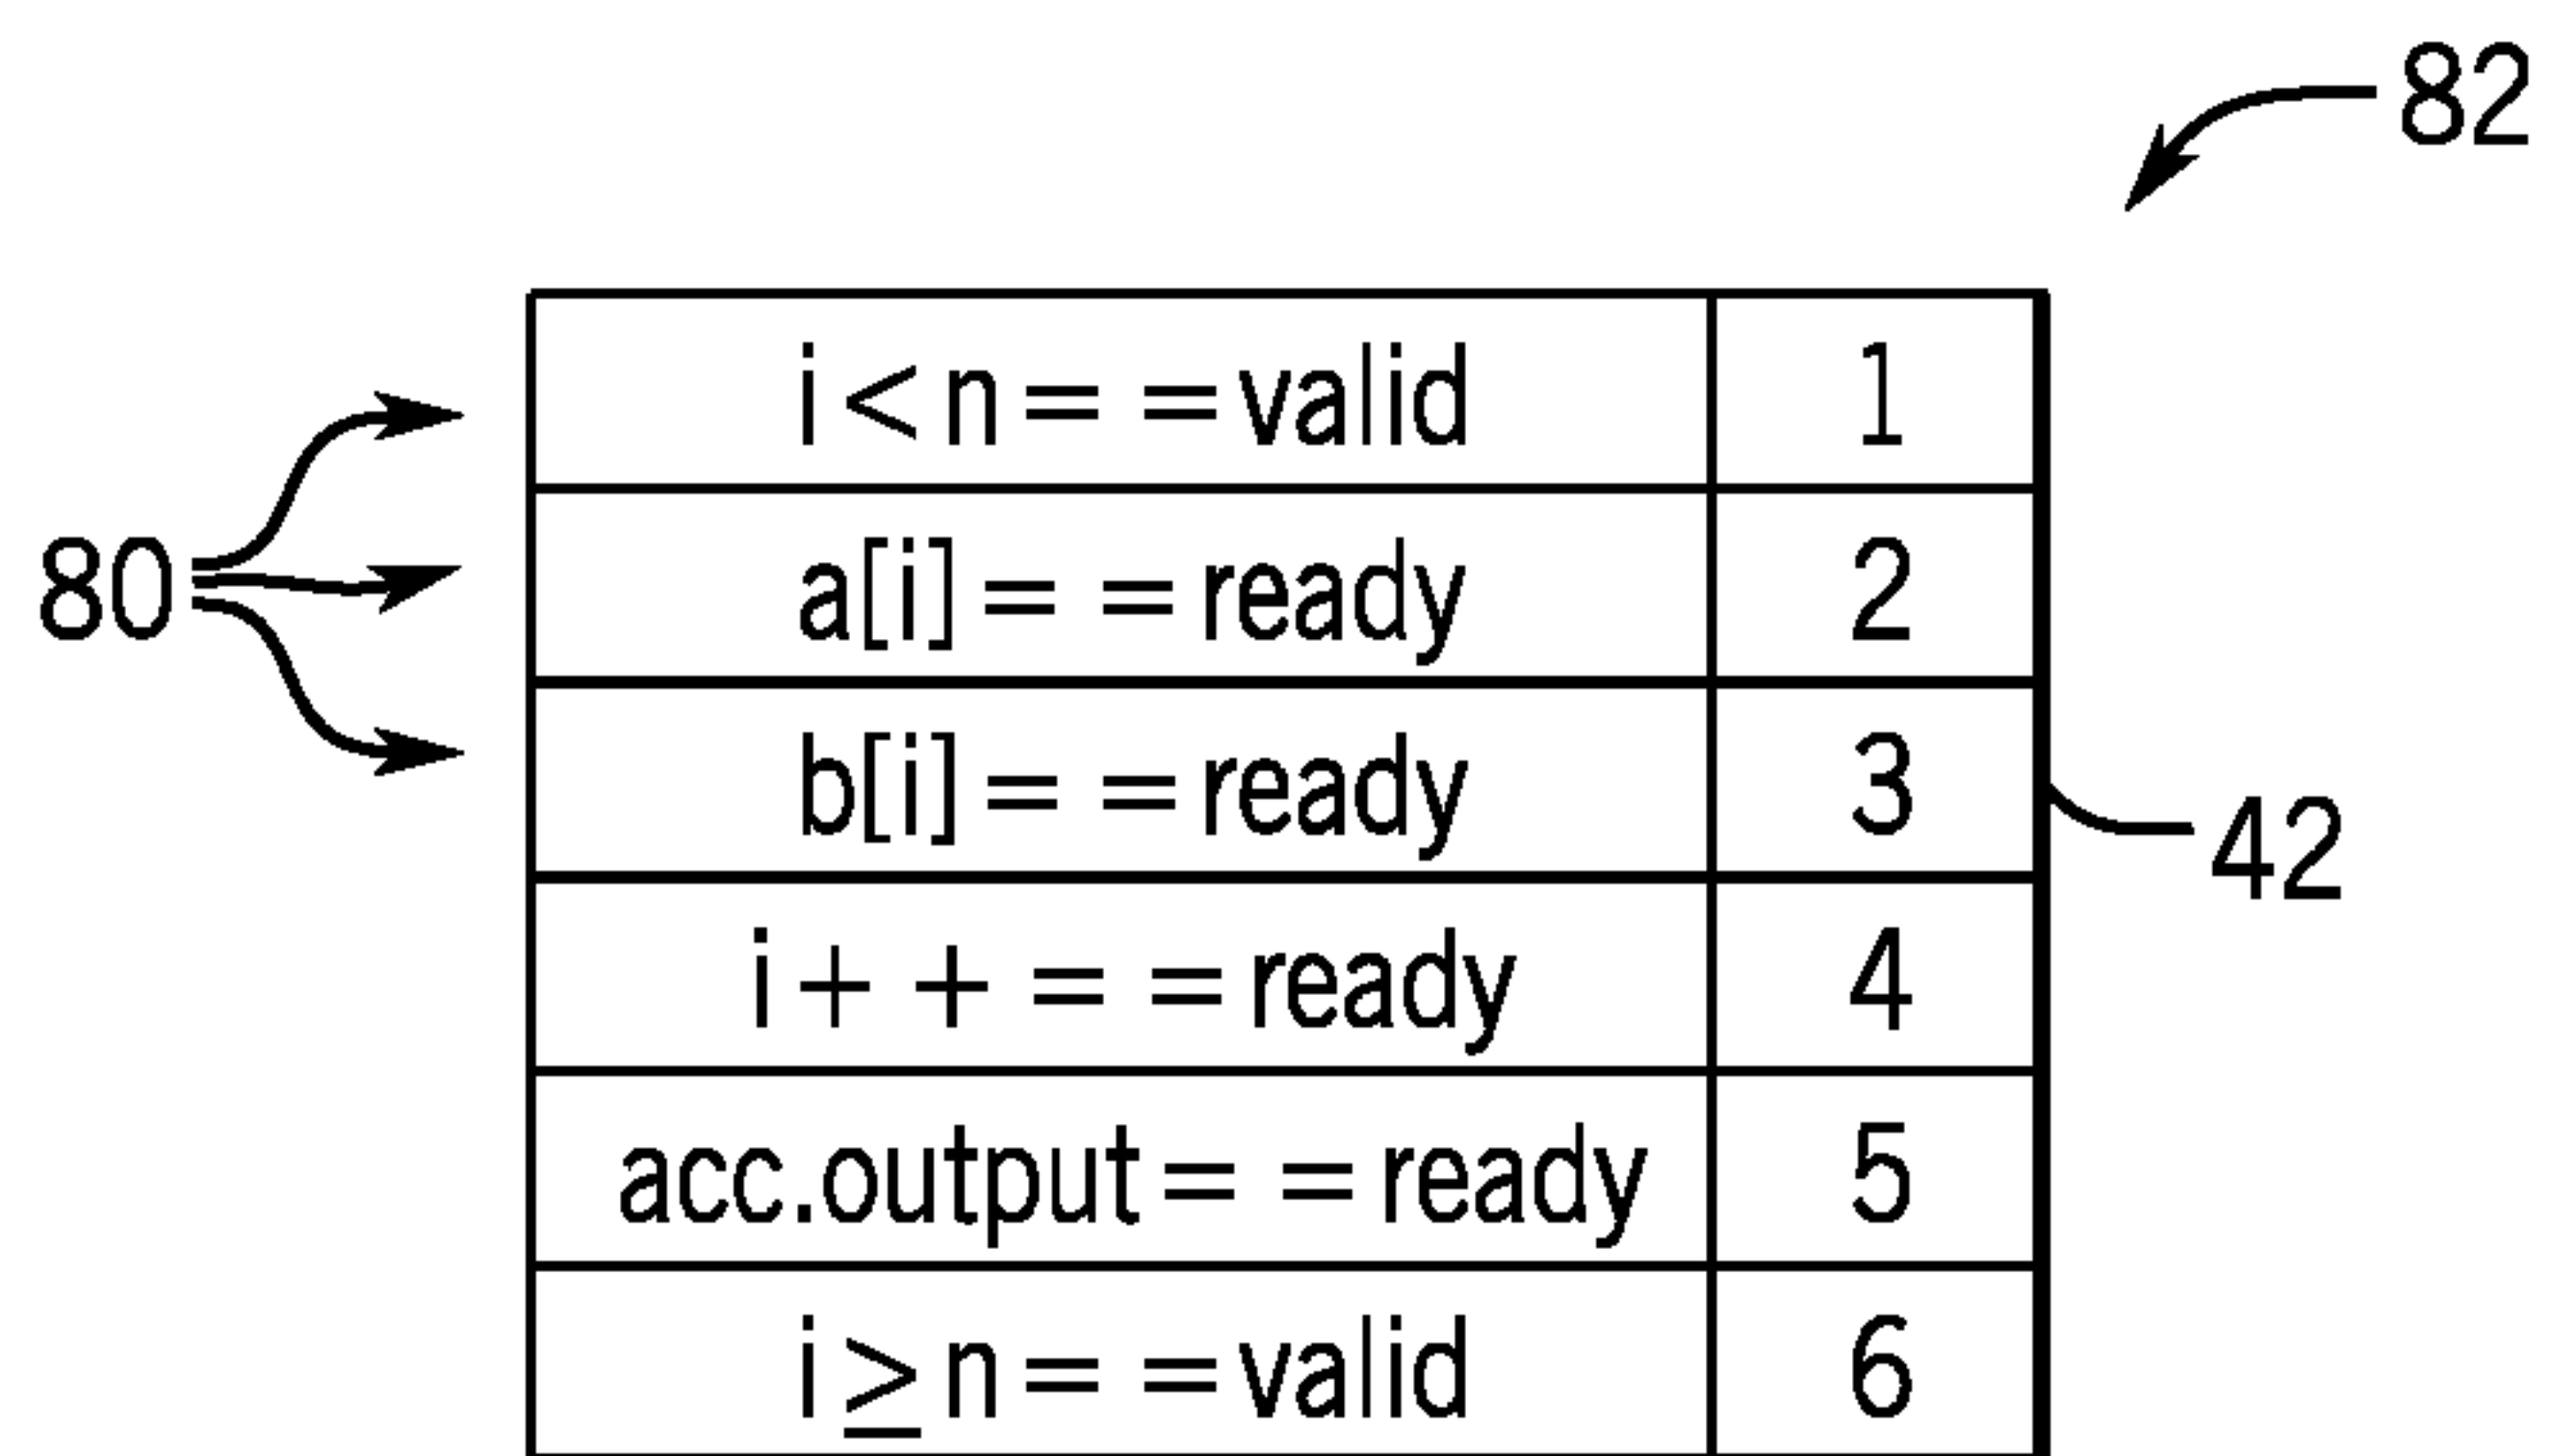 82
i < n = = valid 1
80
a[i] = = ready 2
b[i] = = ready 3
42
i + + = = ready 4
acc.output = = ready 5
i ≥ n = = valid 6